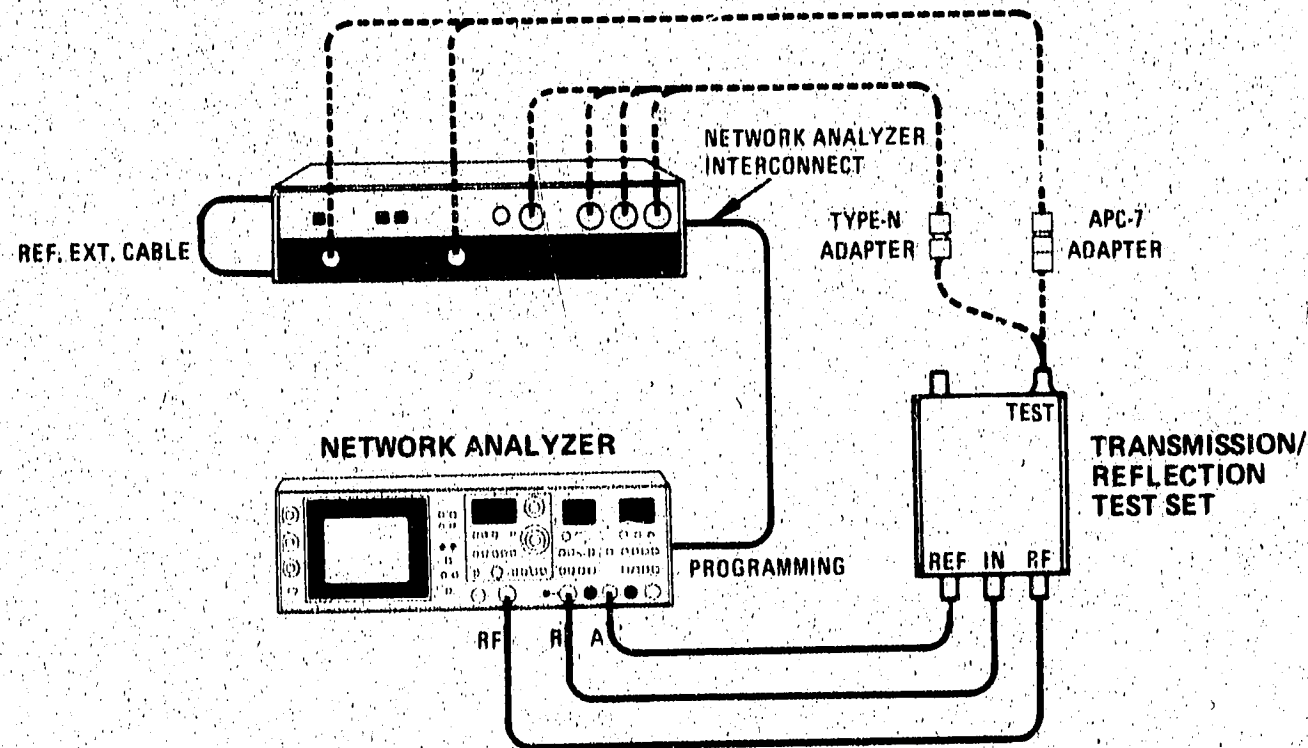 NETWORK ANALYZER
INTERCONNECT
TYPE-N
ADAPTER
APC-7
ADAPTER
REF. EXT. CABLE
TEST
NETWORK ANALYZER
TRANSMISSION/
REFLECTION
TEST SET
PROGRAMMING
REF IN RF
RF R A